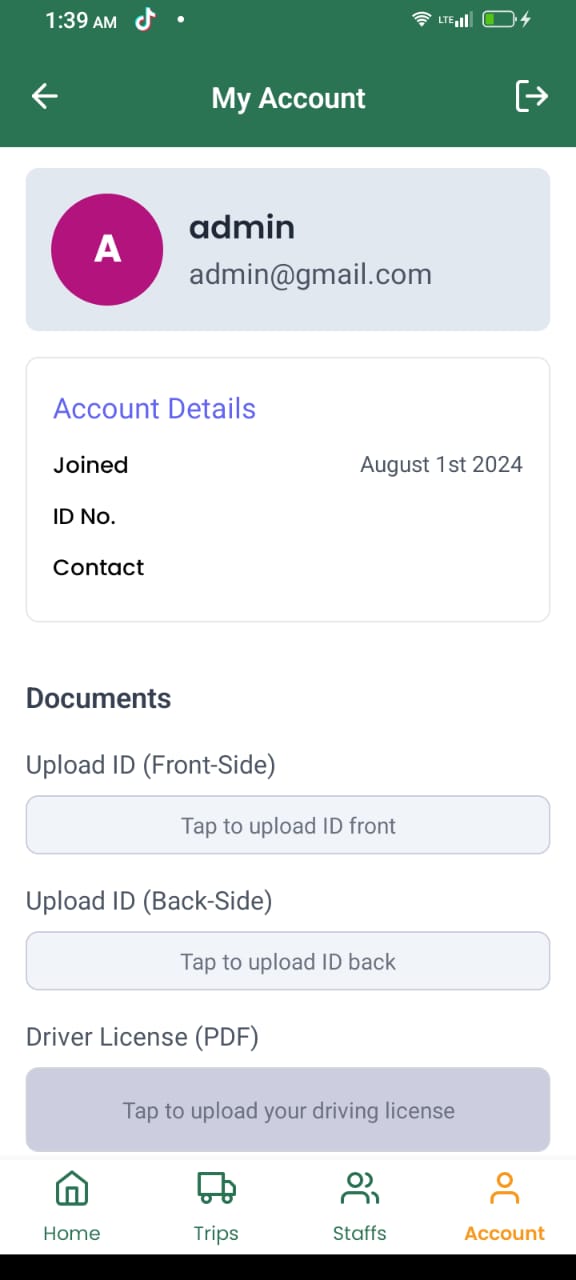 1:39 AM
LTE
My Account
A
admin
admin@gmail.com
Account Details
Joined August 1st 2024
ID No.
Contact
Documents
Upload ID (Front-Side)
Tap to upload ID front
Upload ID (Back-Side)
Tap to upload ID back
Driver License (PDF)
Tap to upload your driving license
Home Trips Staffs Account